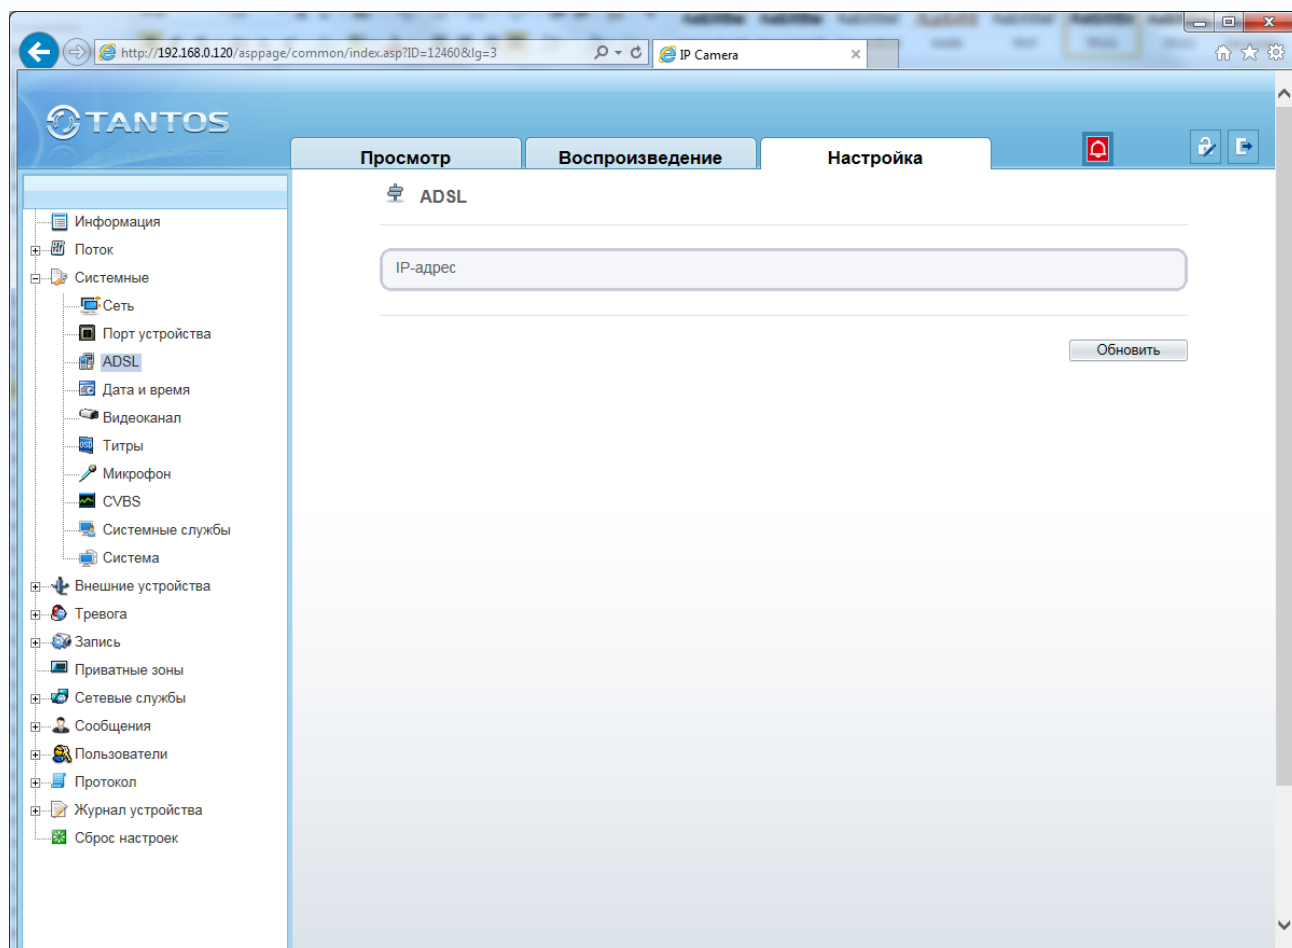 http://192.168.0.120/asppage/common/index.asp?ID=12460&lg=3
IP Camera
TANTOS
Просмотр
Воспроизведение
Настройка
ADSL
IP-адрес
Обновить
Информация
Поток
Системные
Сеть
Порт устройства
ADSL
Дата и время
Видеоканал
Титры
Микрофон
CVBS
Системные службы
Система
Внешние устройства
Тревога
Запись
Приватные зоны
Сетевые службы
Сообщения
Пользователи
Протокол
Журнал устройства
Сброс настроек